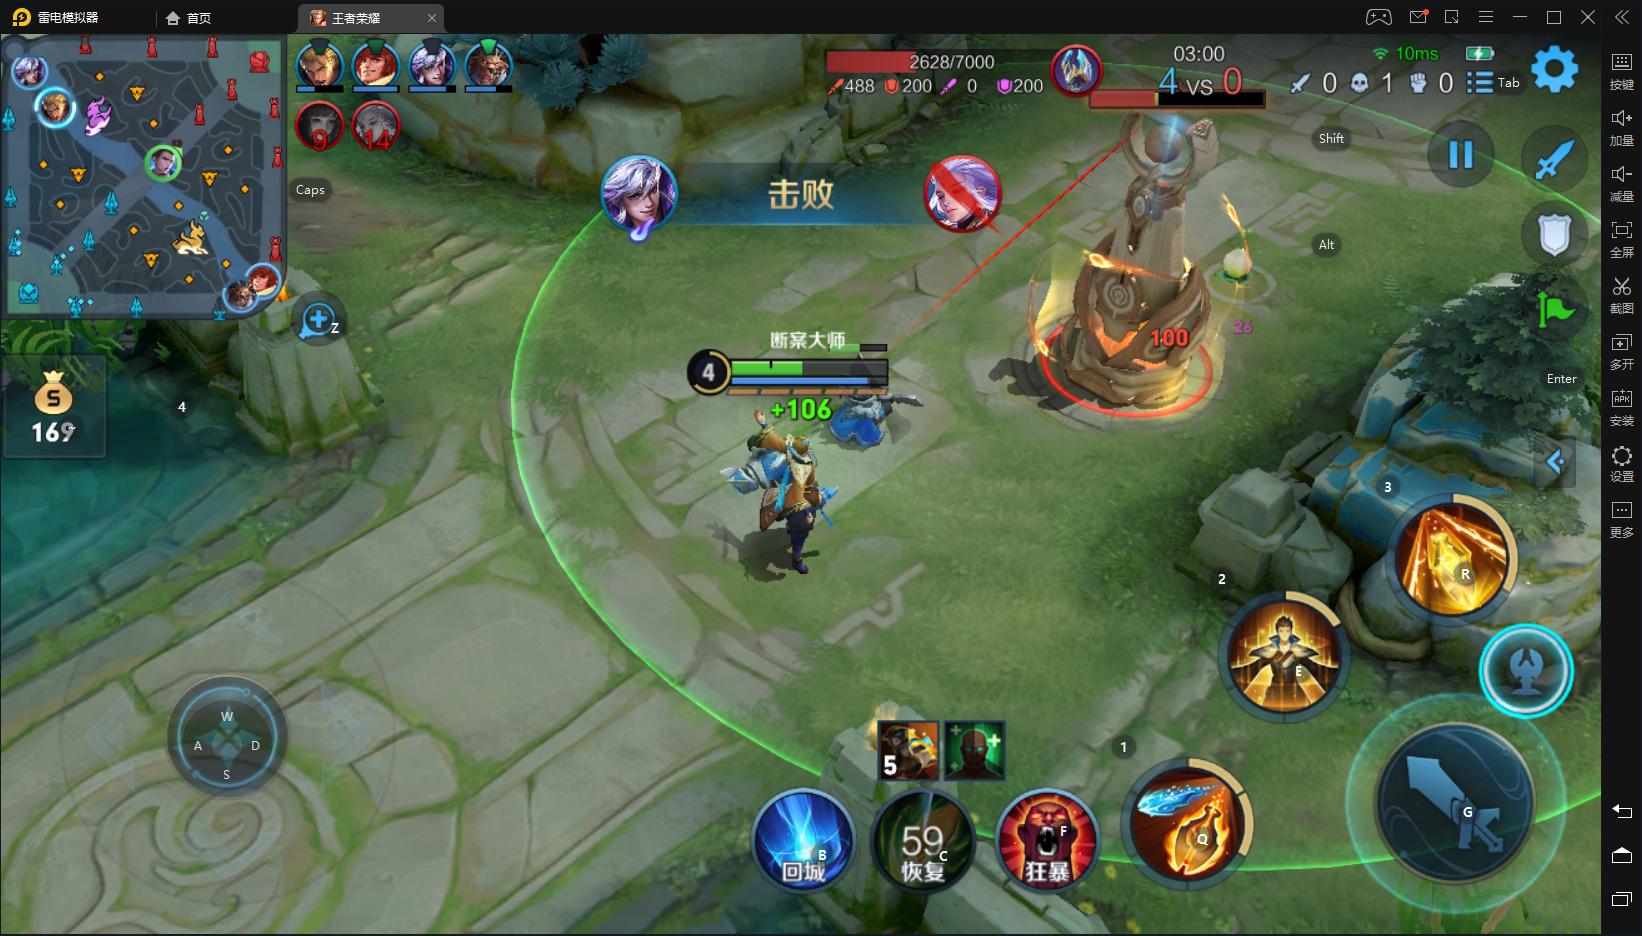 雷电模拟器
首页
王者荣耀
2628/7000
488 200 0 200
03:00
4 VS 0
10ms
0 1 0 Tab
9 14
Caps
Shift
Alt
Enter
击败
Z
169
4
断案大师
4
+106
100
26
3
R
2
E
1
5
W
A D
S
回城 B
59
恢复 C
狂暴 F
Q
G
按键
加量
减量
全屏
截图
多开
APK
安装
设置
更多